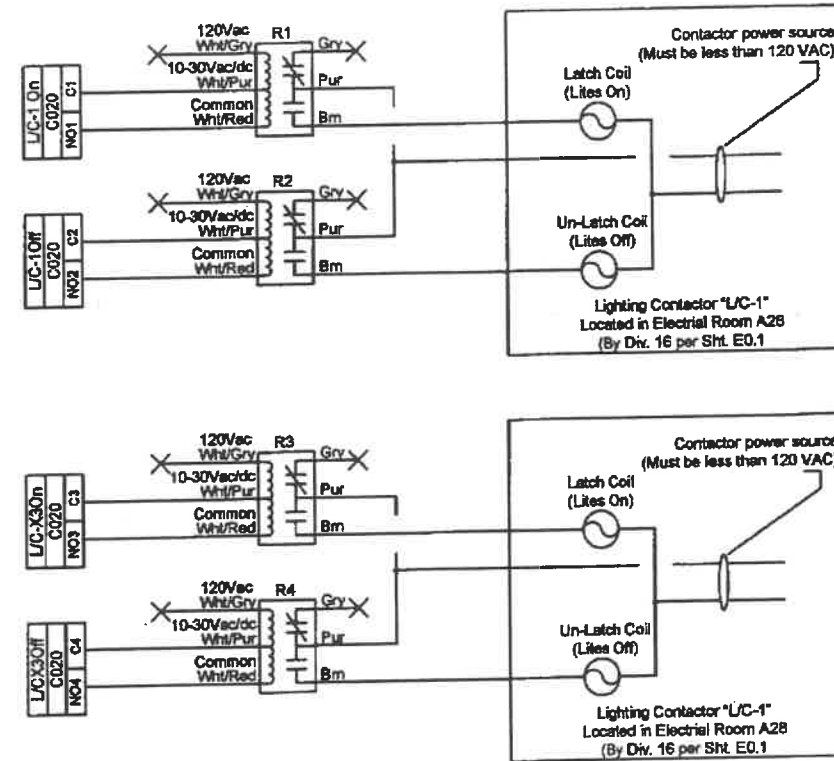 120Vac
Wht/Gry
R1
Gry
10-30Vac/dc
Wht/Pur
Pur
Common
Wht/Red
Brn
L/C-1 On
C020
NO1
C1
Contactor power source
(Must be less than 120 VAC)
Latch Coil
(Lites On)
120Vac
Wht/Gry
R2
Gry
10-30Vac/dc
Wht/Pur
Pur
Common
Wht/Red
Brn
L/C-1Off
C020
NO2
C2
Un-Latch Coil
(Lites Off)
Lighting Contactor "L/C-1"
Located in Electrial Room A28
(By Div. 16 per Sht. E0.1
120Vac
Wht/Gry
R3
Gry
10-30Vac/dc
Wht/Pur
Pur
Common
Wht/Red
Brn
L/C-X3On
C020
NO3
C3
Contactor power source
(Must be less than 120 VAC)
Latch Coil
(Lites On)
120Vac
Wht/Gry
R4
Gry
10-30Vac/dc
Wht/Pur
Pur
Common
Wht/Red
Brn
L/CX3Off
C020
NO4
C4
Un-Latch Coil
(Lites Off)
Lighting Contactor "L/C-1"
Located in Electrial Room A28
(By Div. 16 per Sht. E0.1